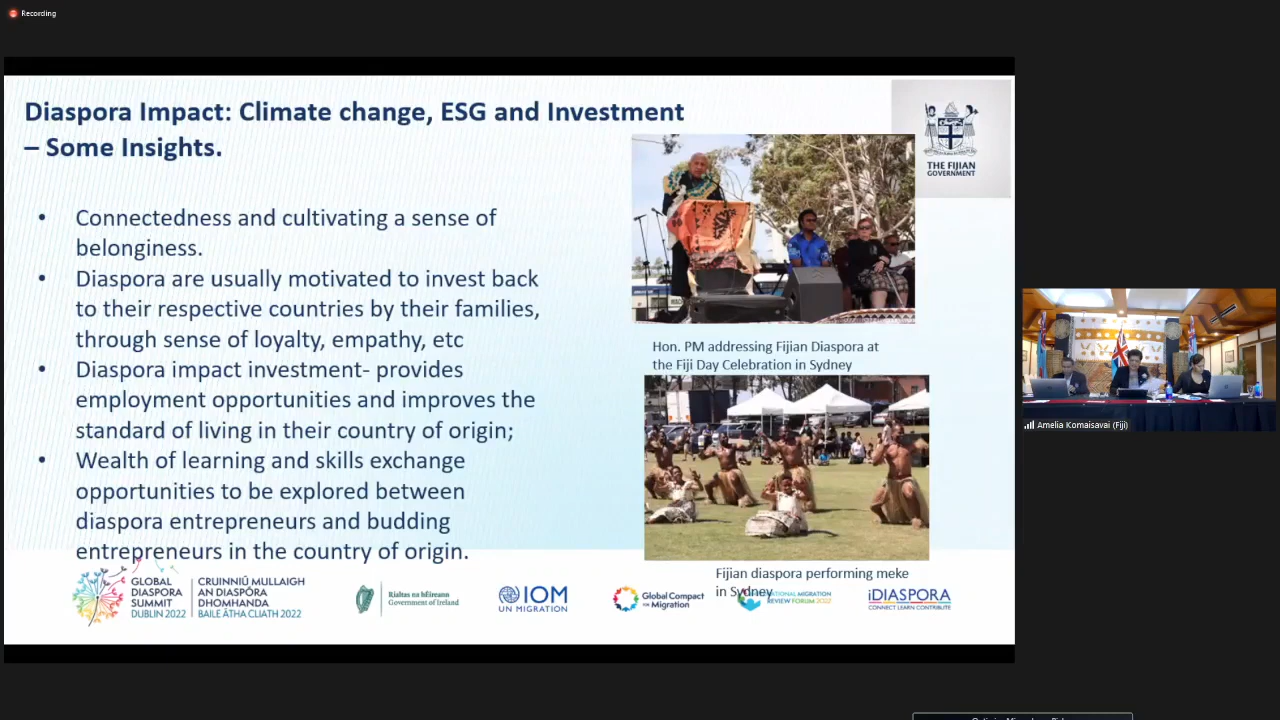 Recording
Diaspora Impact: Climate change, ESG and Investment
– Some Insights.
THE FIJIAN
GOVERNMENT
• Connectedness and cultivating a sense of
belonginess.
• Diaspora are usually motivated to invest back
to their respective countries by their families,
through sense of loyalty, empathy, etc
• Diaspora impact investment- provides
employment opportunities and improves the
standard of living in their country of origin;
• Wealth of learning and skills exchange
opportunities to be explored between
diaspora entrepreneurs and budding
entrepreneurs in the country of origin.
Hon. PM addressing Fijian Diaspora at
the Fiji Day Celebration in Sydney
Fijian diaspora performing meke
in Sydney
Amelia Komaisavai (Fiji)
GLOBAL
DIASPORA
SUMMIT
DUBLIN 2022
CRUINNIÚ MULLAIGH
AN DIASPÓRA
DHOMHANDA
BAILE ÁTHA CLIATH 2022
Rialtas na hÉireann
Government of Ireland
IOM
UN MIGRATION
Global Compact
for Migration
MIGRATION
REVIEW FORUM 2022
iDIASPORA
CONNECT LEARN CONTRIBUTE